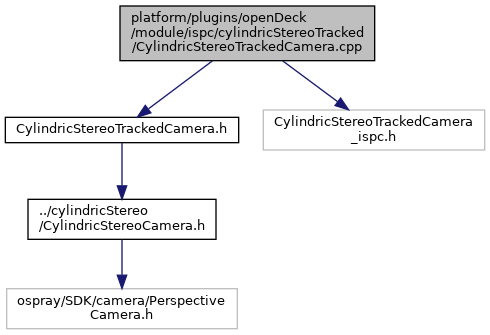 platform/plugins/openDeck
/module/ispc/cylindricStereoTracked
/CylindricStereoTrackedCamera.cpp
CylindricStereoTrackedCamera.h
CylindricStereoTrackedCamera
_ispc.h
../cylindricStereo
/CylindricStereoCamera.h
ospray/SDK/camera/Perspective
Camera.h